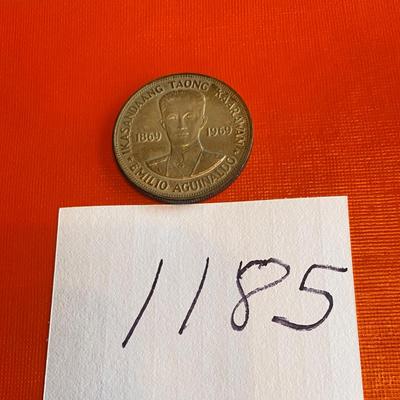 IKASANDAANG TAONG KAARAWAN
1869 1969
EMILIO AGUINALDO
1185